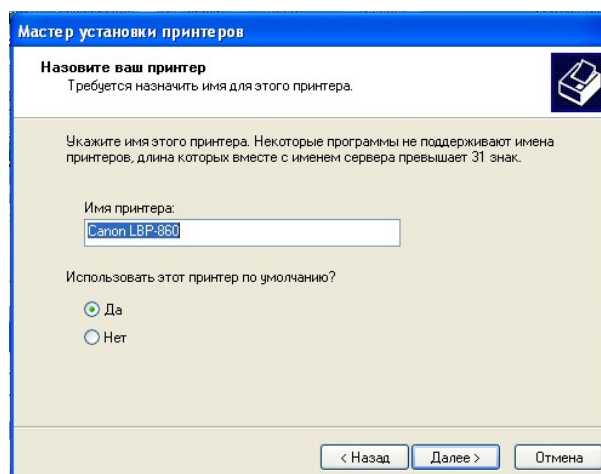 Мастер установки принтеров
Назовите ваш принтер
Требуется назначить имя для этого принтера.
Укажите имя этого принтера. Некоторые программы не поддерживают имена
принтеров, длина которых вместе с именем сервера превышает 31 знак.
Имя принтера:
Canon LBP-860
Использовать этот принтер по умолчанию?
Да
Нет
< Назад
Далее >
Отмена